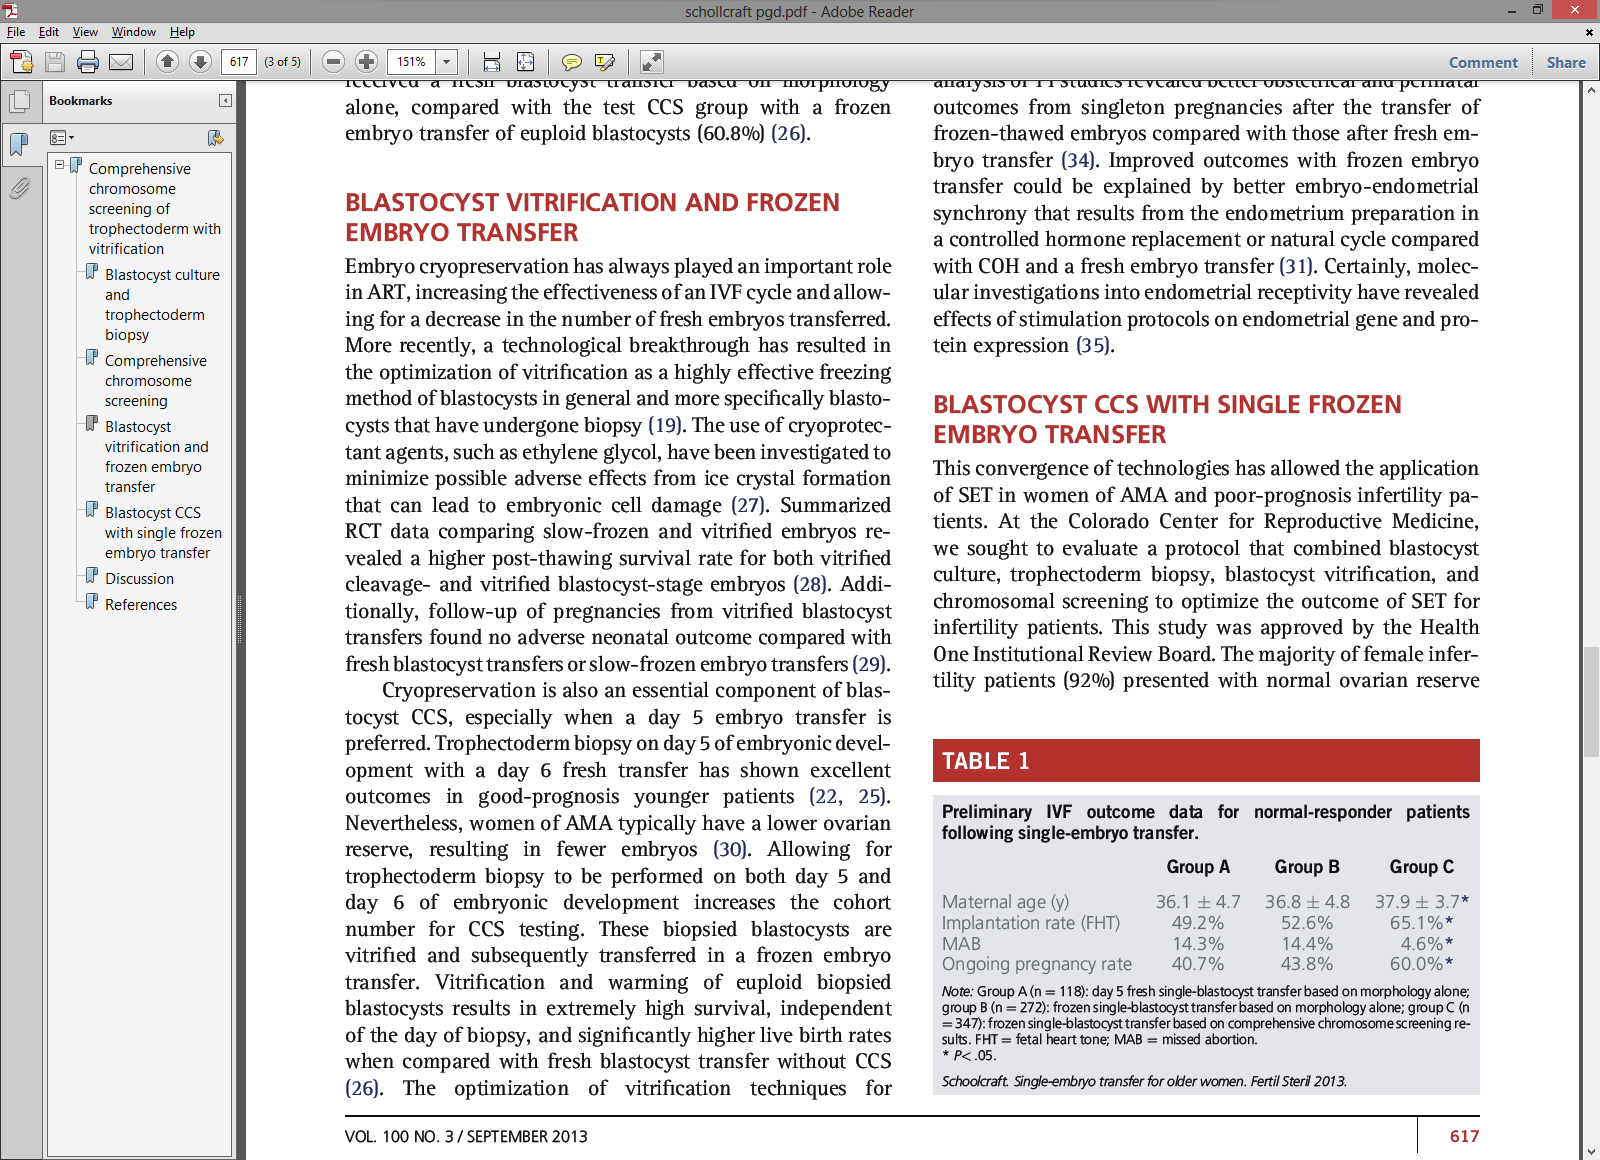 schollcraft pgd.pdf - Adobe Reader
File Edit View Window Help
617 (3 of 5) 151% Comment Share
Bookmarks
Comprehensive
chromosome
screening of
trophectoderm with
vitrification
Blastocyst culture
and
trophectoderm
biopsy
Comprehensive
chromosome
screening
Blastocyst
vitrification and
frozen embryo
transfer
Blastocyst CCS
with single frozen
embryo transfer
Discussion
References
received a fresh blastocyst transfer based on morphology
alone, compared with the test CCS group with a frozen
embryo transfer of euploid blastocysts (60.8%) (26).
BLASTOCYST VITRIFICATION AND FROZEN
EMBRYO TRANSFER
Embryo cryopreservation has always played an important role
in ART, increasing the effectiveness of an IVF cycle and allow-
ing for a decrease in the number of fresh embryos transferred.
More recently, a technological breakthrough has resulted in
the optimization of vitrification as a highly effective freezing
method of blastocysts in general and more specifically blasto-
cysts that have undergone biopsy (19). The use of cryoprotec-
tant agents, such as ethylene glycol, have been investigated to
minimize possible adverse effects from ice crystal formation
that can lead to embryonic cell damage (27). Summarized
RCT data comparing slow-frozen and vitrified embryos re-
vealed a higher post-thawing survival rate for both vitrified
cleavage- and vitrified blastocyst-stage embryos (28). Addi-
tionally, follow-up of pregnancies from vitrified blastocyst
transfers found no adverse neonatal outcome compared with
fresh blastocyst transfers or slow-frozen embryo transfers (29).
Cryopreservation is also an essential component of blas-
tocyst CCS, especially when a day 5 embryo transfer is
preferred. Trophectoderm biopsy on day 5 of embryonic devel-
opment with a day 6 fresh transfer has shown excellent
outcomes in good-prognosis younger patients (22, 25).
Nevertheless, women of AMA typically have a lower ovarian
reserve, resulting in fewer embryos (30). Allowing for
trophectoderm biopsy to be performed on both day 5 and
day 6 of embryonic development increases the cohort
number for CCS testing. These biopsied blastocysts are
vitrified and subsequently transferred in a frozen embryo
transfer. Vitrification and warming of euploid biopsied
blastocysts results in extremely high survival, independent
of the day of biopsy, and significantly higher live birth rates
when compared with fresh blastocyst transfer without CCS
(26). The optimization of vitrification techniques for
analysis of 11 studies revealed better obstetrical and perinatal
outcomes from singleton pregnancies after the transfer of
frozen-thawed embryos compared with those after fresh em-
bryo transfer (34). Improved outcomes with frozen embryo
transfer could be explained by better embryo-endometrial
synchrony that results from the endometrium preparation in
a controlled hormone replacement or natural cycle compared
with COH and a fresh embryo transfer (31). Certainly, molec-
ular investigations into endometrial receptivity have revealed
effects of stimulation protocols on endometrial gene and pro-
tein expression (35).
BLASTOCYST CCS WITH SINGLE FROZEN
EMBRYO TRANSFER
This convergence of technologies has allowed the application
of SET in women of AMA and poor-prognosis infertility pa-
tients. At the Colorado Center for Reproductive Medicine,
we sought to evaluate a protocol that combined blastocyst
culture, trophectoderm biopsy, blastocyst vitrification, and
chromosomal screening to optimize the outcome of SET for
infertility patients. This study was approved by the Health
One Institutional Review Board. The majority of female infer-
tility patients (92%) presented with normal ovarian reserve
TABLE 1
Preliminary IVF outcome data for normal-responder patients
following single-embryo transfer.
Group A Group B Group C
Maternal age (y) 36.1 ± 4.7 36.8 ± 4.8 37.9 ± 3.7*
Implantation rate (FHT) 49.2% 52.6% 65.1%*
MAB 14.3% 14.4% 4.6%*
Ongoing pregnancy rate 40.7% 43.8% 60.0%*
Note: Group A (n = 118): day 5 fresh single-blastocyst transfer based on morphology alone;
group B (n = 272): frozen single-blastocyst transfer based on morphology alone; group C (n
= 347): frozen single-blastocyst transfer based on comprehensive chromosome screening re-
sults. FHT = fetal heart tone; MAB = missed abortion.
* P< .05.
Schoolcraft. Single-embryo transfer for older women. Fertil Steril 2013.
VOL. 100 NO. 3 / SEPTEMBER 2013 617